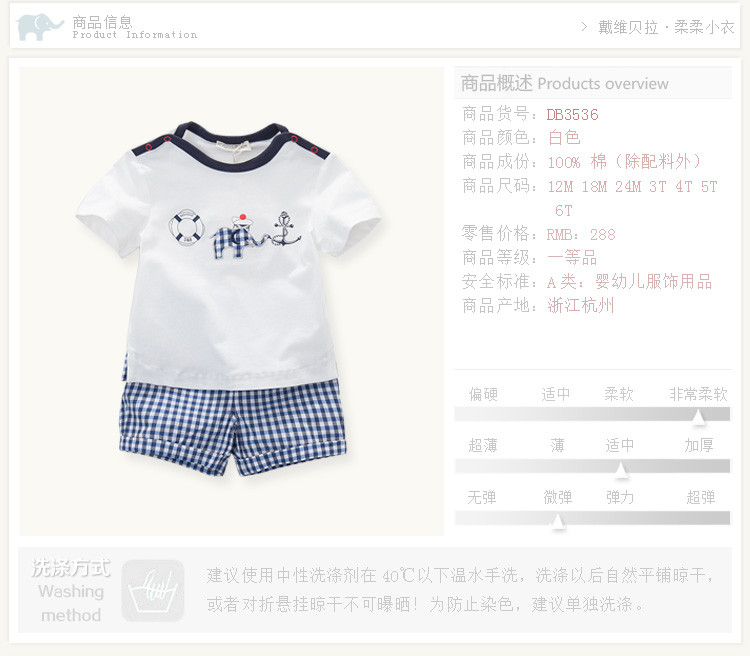 商品信息
Product Information
> 戴维贝拉·柔柔小衣
商品概述 Products overview
商品货号：DB3536
商品颜色：白色
商品成份：100% 棉（除配料外）
商品尺码：12M 18M 24M 3T 4T 5T
6T
零售价格：RMB：288
商品等级：一等品
安全标准：A 类：婴幼儿服饰用品
商品产地：浙江杭州
偏硬 适中 柔软 非常柔软
超薄 薄 适中 加厚
无弹 微弹 弹力 超弹
洗涤方式
Washing
method
建议使用中性洗涤剂在 40℃以下温水手洗，洗涤以后自然平铺晾干，
或者对折悬挂晾干不可曝晒！为防止染色，建议单独洗涤。